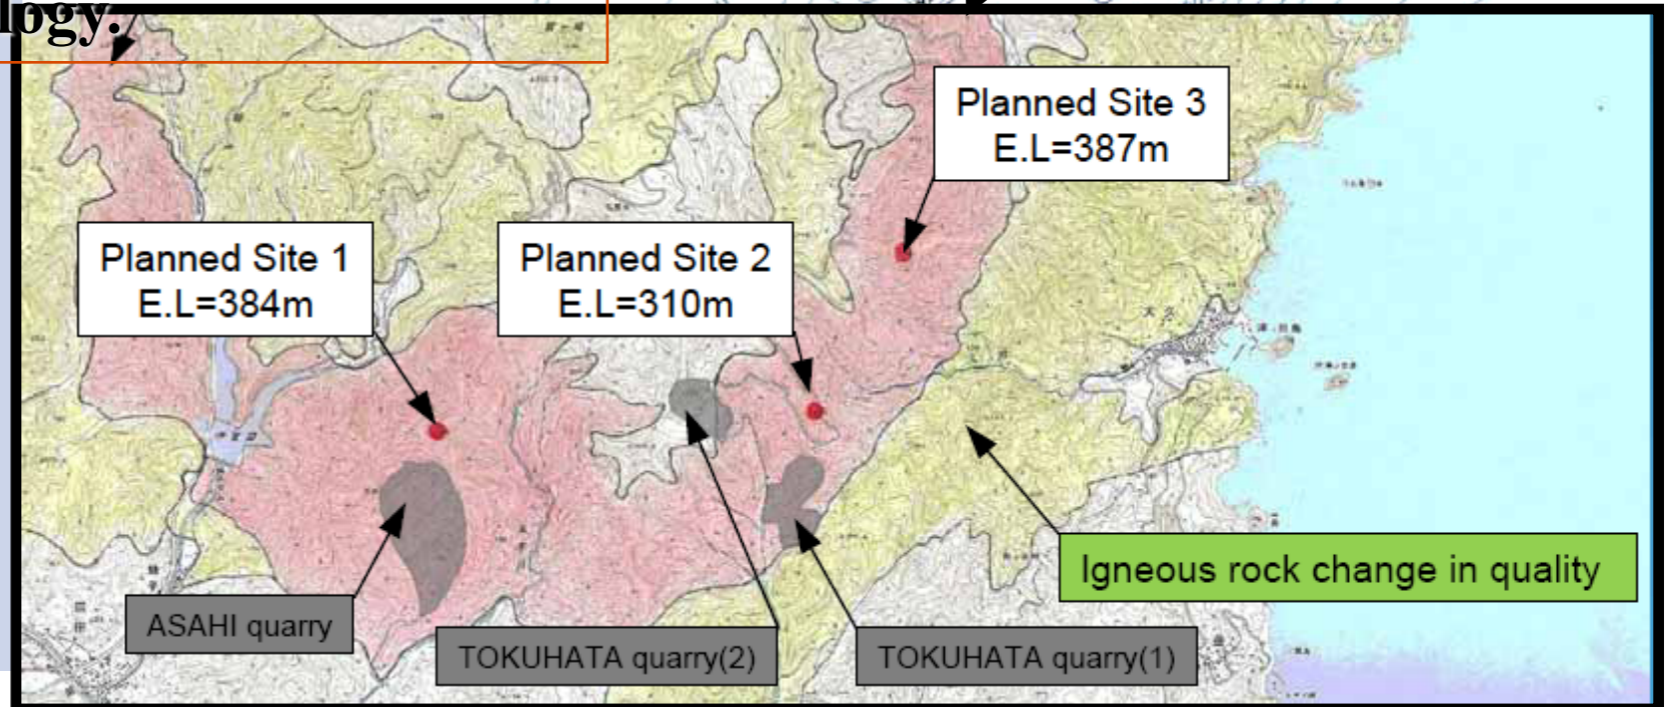 logy.
Planned Site 3
E.L=387m
Planned Site 1
E.L=384m
Planned Site 2
E.L=310m
Igneous rock change in quality
ASAHI quarry
TOKUHATA quarry(2)
TOKUHATA quarry(1)